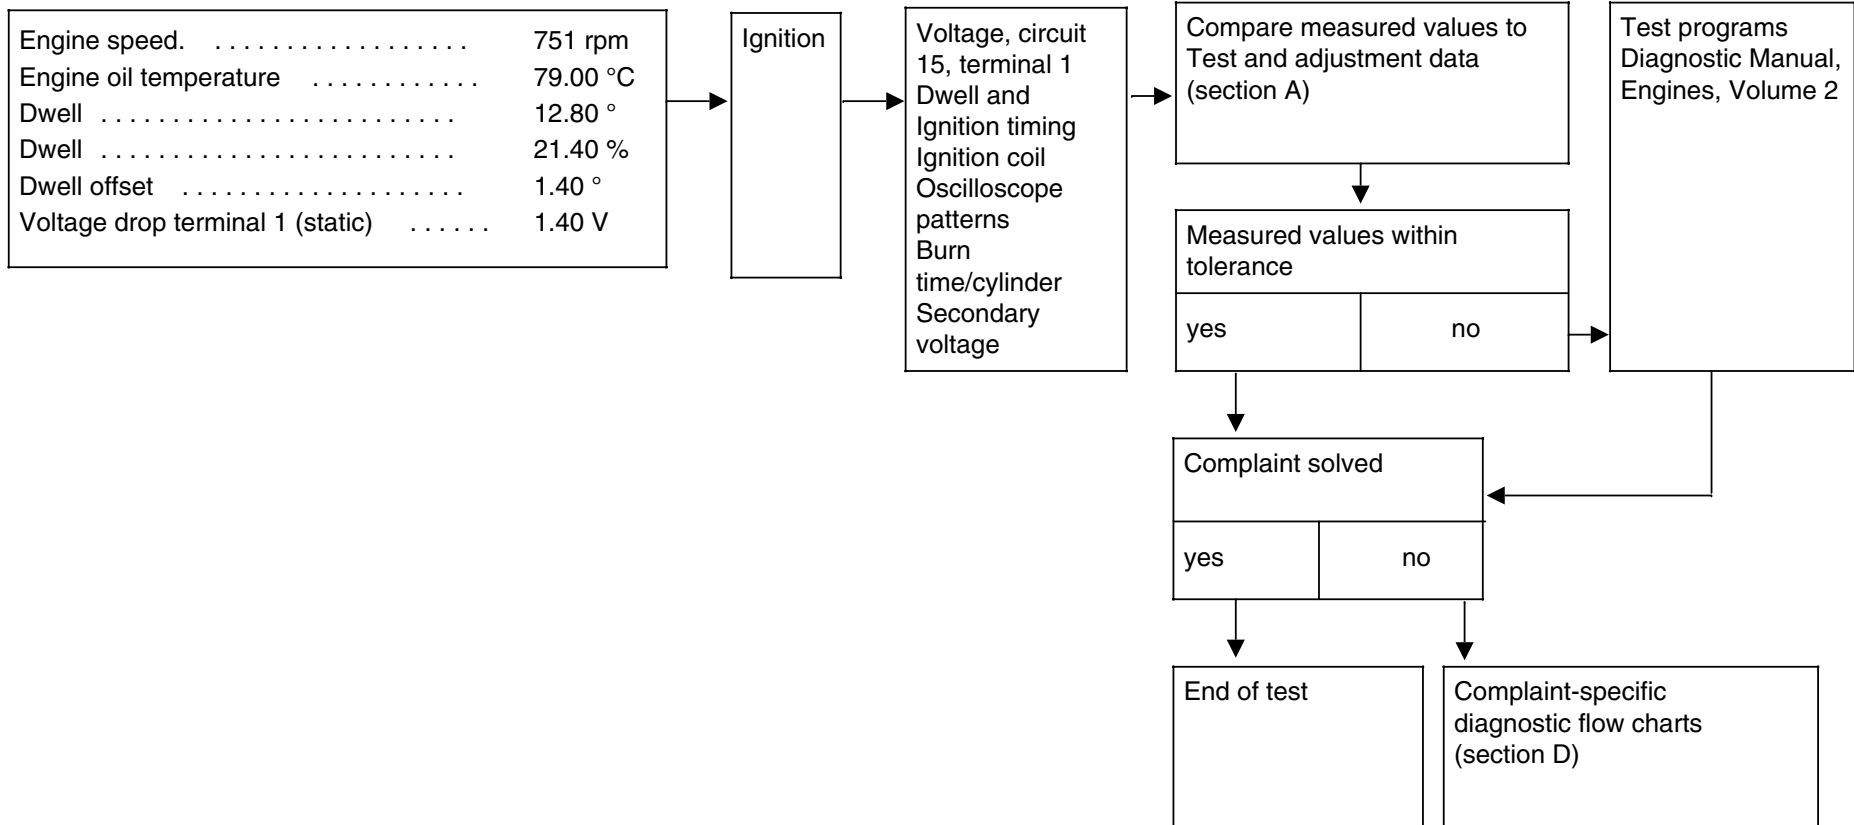 Engine speed. . . . . . . . . . . . . . . . . . . . 751 rpm
Engine oil temperature . . . . . . . . . . . . 79.00 °C
Dwell . . . . . . . . . . . . . . . . . . . . . . . . . 12.80 °
Dwell . . . . . . . . . . . . . . . . . . . . . . . . . 21.40 %
Dwell offset . . . . . . . . . . . . . . . . . . . . 1.40 °
Voltage drop terminal 1 (static) . . . . . . 1.40 V
Ignition
Voltage, circuit
15, terminal 1
Dwell and
Ignition timing
Ignition coil
Oscilloscope
patterns
Burn
time/cylinder
Secondary
voltage
Compare measured values to
Test and adjustment data
(section A)
Measured values within
tolerance
yes no
Test programs
Diagnostic Manual,
Engines, Volume 2
Complaint solved
yes no
End of test
Complaint-specific
diagnostic flow charts
(section D)